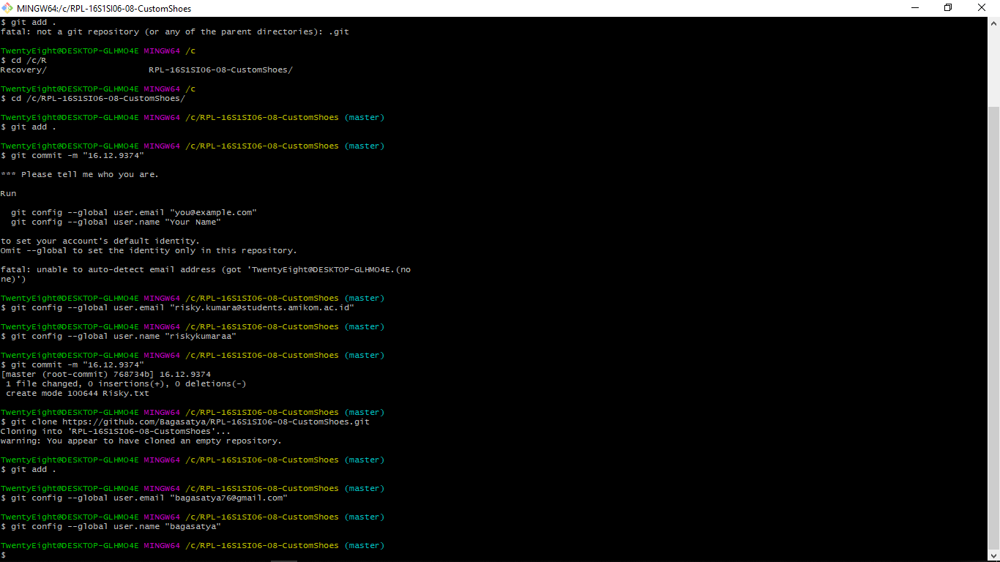 MINGW64:/c/RPL-16S1SI06-08-CustomShoes
$ git add .
fatal: not a git repository (or any of the parent directories): .git
TwentyEight@DESKTOP-GLHMO4E MINGW64 /c
$ cd /c/R
Recovery/                    RPL-16S1SI06-08-CustomShoes/
TwentyEight@DESKTOP-GLHMO4E MINGW64 /c
$ cd /c/RPL-16S1SI06-08-CustomShoes/
TwentyEight@DESKTOP-GLHMO4E MINGW64 /c/RPL-16S1SI06-08-CustomShoes (master)
$ git add .
TwentyEight@DESKTOP-GLHMO4E MINGW64 /c/RPL-16S1SI06-08-CustomShoes (master)
$ git commit -m "16.12.9374"
*** Please tell me who you are.
Run
  git config --global user.email "you@example.com"
  git config --global user.name "Your Name"
to set your account's default identity.
Omit --global to set the identity only in this repository.
fatal: unable to auto-detect email address (got 'TwentyEight@DESKTOP-GLHMO4E.(no
ne)')
TwentyEight@DESKTOP-GLHMO4E MINGW64 /c/RPL-16S1SI06-08-CustomShoes (master)
$ git config --global user.email "risky.kumara@students.amikom.ac.id"
TwentyEight@DESKTOP-GLHMO4E MINGW64 /c/RPL-16S1SI06-08-CustomShoes (master)
$ git config --global user.name "riskykumaraa"
TwentyEight@DESKTOP-GLHMO4E MINGW64 /c/RPL-16S1SI06-08-CustomShoes (master)
$ git commit -m "16.12.9374"
[master (root-commit) 768734b] 16.12.9374
 1 file changed, 0 insertions(+), 0 deletions(-)
 create mode 100644 Risky.txt
TwentyEight@DESKTOP-GLHMO4E MINGW64 /c/RPL-16S1SI06-08-CustomShoes (master)
$ git clone https://github.com/Bagasatya/RPL-16S1SI06-08-CustomShoes.git
Cloning into 'RPL-16S1SI06-08-CustomShoes'...
warning: You appear to have cloned an empty repository.
TwentyEight@DESKTOP-GLHMO4E MINGW64 /c/RPL-16S1SI06-08-CustomShoes (master)
$ git add .
TwentyEight@DESKTOP-GLHMO4E MINGW64 /c/RPL-16S1SI06-08-CustomShoes (master)
$ git config --global user.email "bagasatya76@gmail.com"
TwentyEight@DESKTOP-GLHMO4E MINGW64 /c/RPL-16S1SI06-08-CustomShoes (master)
$ git config --global user.name "bagasatya"
TwentyEight@DESKTOP-GLHMO4E MINGW64 /c/RPL-16S1SI06-08-CustomShoes (master)
$